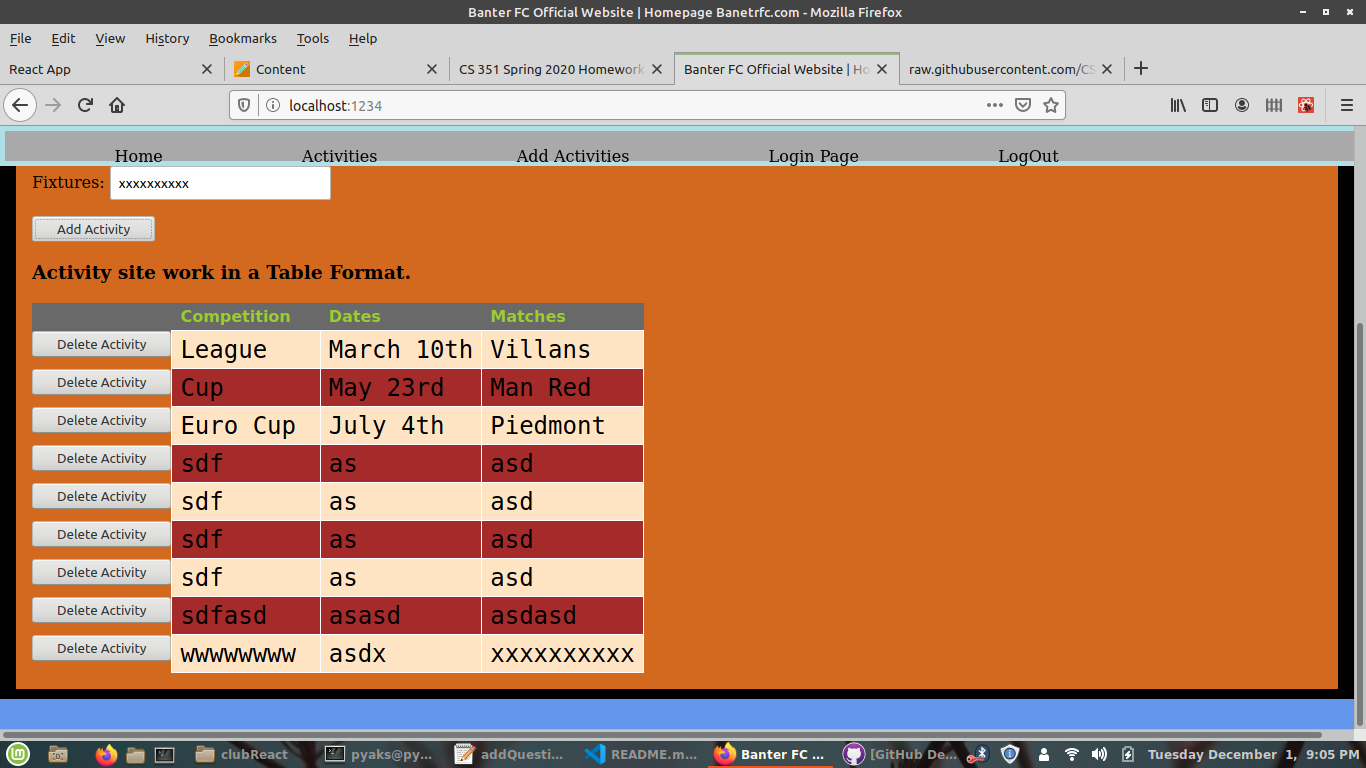 Banter FC Official Website | Homepage Banetrfc.com - Mozilla Firefox
File Edit View History Bookmarks Tools Help
React App Content CS 351 Spring 2020 Homework Banter FC Official Website | Ho raw.githubusercontent.com/CS
localhost:1234
Home Activities Add Activities Login Page LogOut
Fixtures: xxxxxxxxxx
Add Activity
Activity site work in a Table Format.
Competition Dates Matches
Delete Activity League March 10th Villans
Delete Activity Cup May 23rd Man Red
Delete Activity Euro Cup July 4th Piedmont
Delete Activity sdf as asd
Delete Activity sdf as asd
Delete Activity sdf as asd
Delete Activity sdf as asd
Delete Activity sdfasd asasd asdasd
Delete Activity wwwwwwww asdx xxxxxxxxxx
clubReact pyaks@py... addQuesti... README.m... Banter FC ... [GitHub De... Tuesday December 1, 9:05 PM